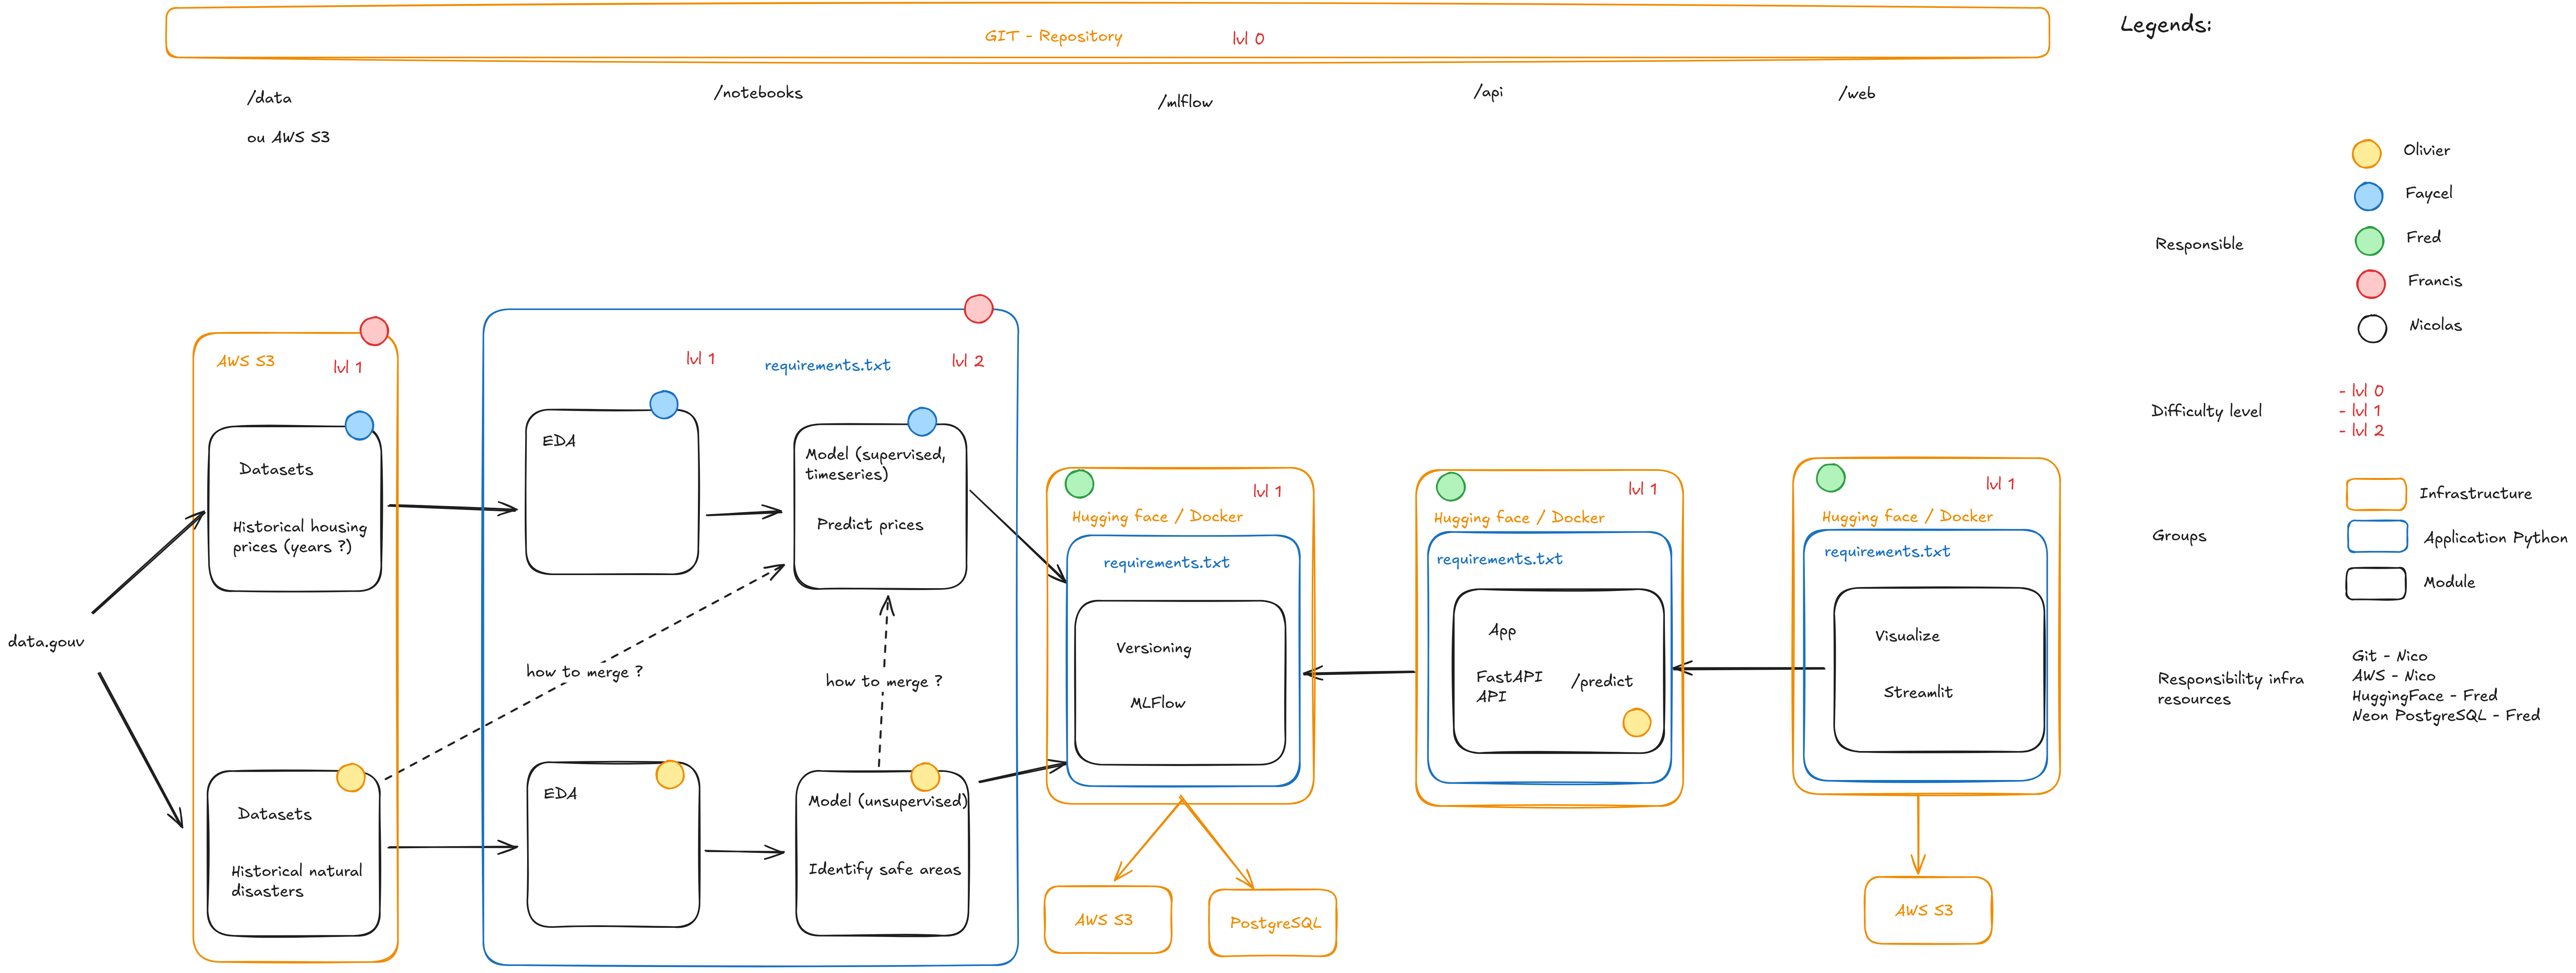 GIT - Repository
lvl 0
Legends:
/data
ou AWS S3
/notebooks
/mlflow
/api
/web
Responsible
Olivier
Faycel
Fred
Francis
Nicolas
Difficulty level
- lvl 0
- lvl 1
- lvl 2
Groups
Infrastructure
Application Python
Module
Responsibility infra
resources
Git - Nico
AWS - Nico
HuggingFace - Fred
Neon PostgreSQL - Fred
data.gouv
AWS S3
lvl 1
Datasets
Historical housing
prices (years ?)
Datasets
Historical natural
disasters
lvl 1
requirements.txt
lvl 2
EDA
Model (supervised,
timeseries)
Predict prices
how to merge ?
how to merge ?
EDA
Model (unsupervised)
Identify safe areas
lvl 1
Hugging face / Docker
requirements.txt
Versioning
MLFlow
AWS S3
PostgreSQL
lvl 1
Hugging face / Docker
requirements.txt
App
FastAPI
API
/predict
lvl 1
Hugging face / Docker
requirements.txt
Visualize
Streamlit
AWS S3